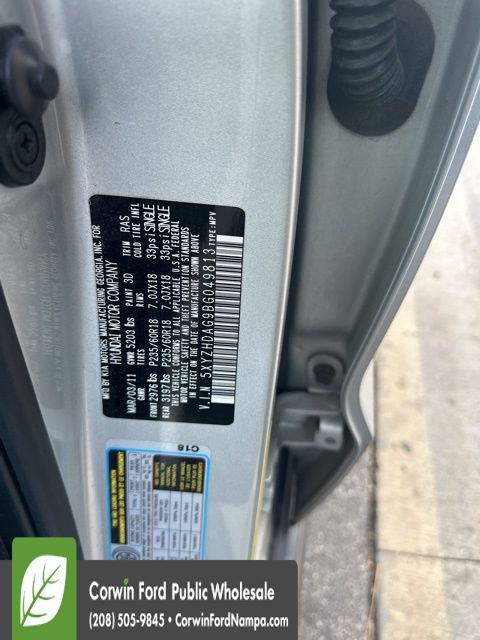 MFD. BY KIA MOTORS MANUFACTURING GEORGIA, INC. FOR
HYUNDAI MOTOR COMPANY
MAR/03/11 GVWR 5203 lbs PAINT 3D TRIM RAS
GAWR TIRES RIMS COLD TIRE INFL
FRONT 2976 lbs P235/60R18 7.0JX18 33psi SINGLE
REAR 3197 lbs P235/60R18 7.0JX18 33psi SINGLE
THIS VEHICLE CONFORMS TO ALL APPLICABLE U.S.A. FEDERAL
MOTOR VEHICLE SAFETY STANDARDS
IN EFFECT ON THE DATE OF MANUFACTURE SHOWN ABOVE
V.I.N: 5XYZHDAG9BG049813 TYPE: MPV
C18
Corwin Ford Public Wholesale
(208) 505-9845 • CorwinFordNampa.com